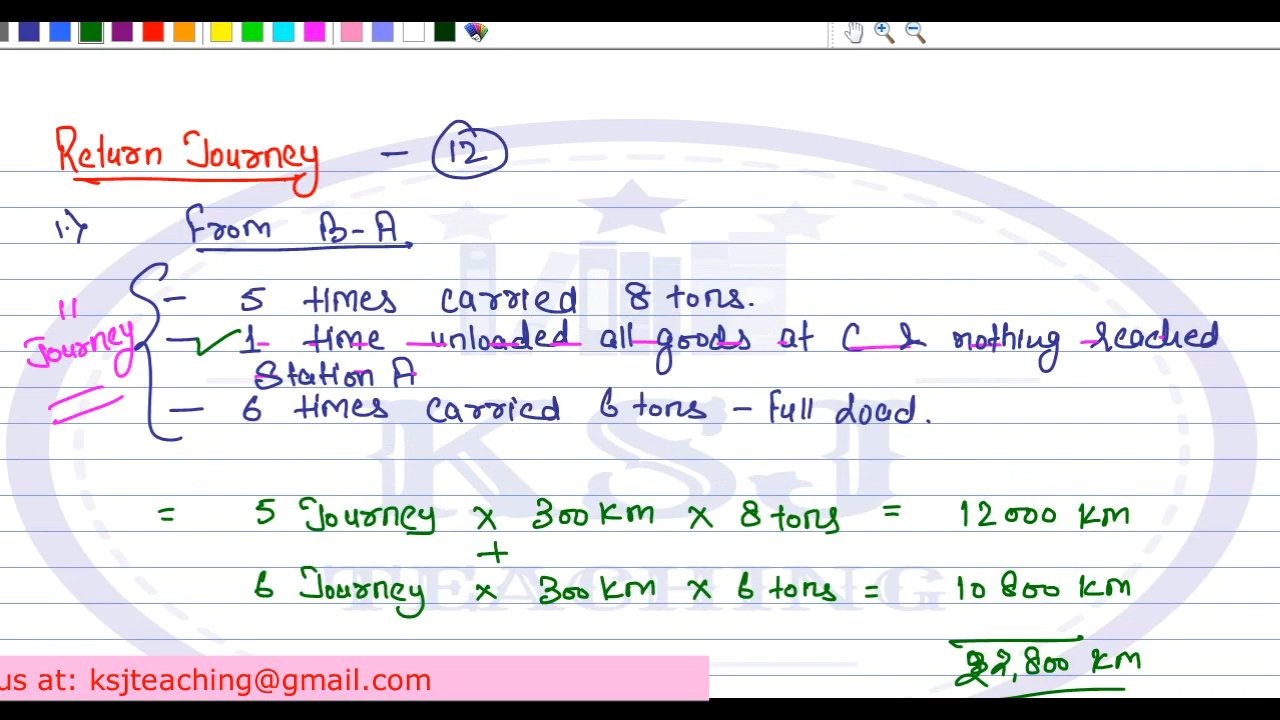 Return Journey - 12
1.) From B-A
- 5 times carried 8 tons.
- 1 time unloaded all goods at C & nothing reached
Station A
- 6 times carried 6 tons - full load.
11
Journey
= 5 Journey x 300 km x 8 tons = 12000 km
+
6 Journey x 300 km x 6 tons = 10800 km
22,800 km
KSJ
TEACHING
us at: ksjteaching@gmail.com